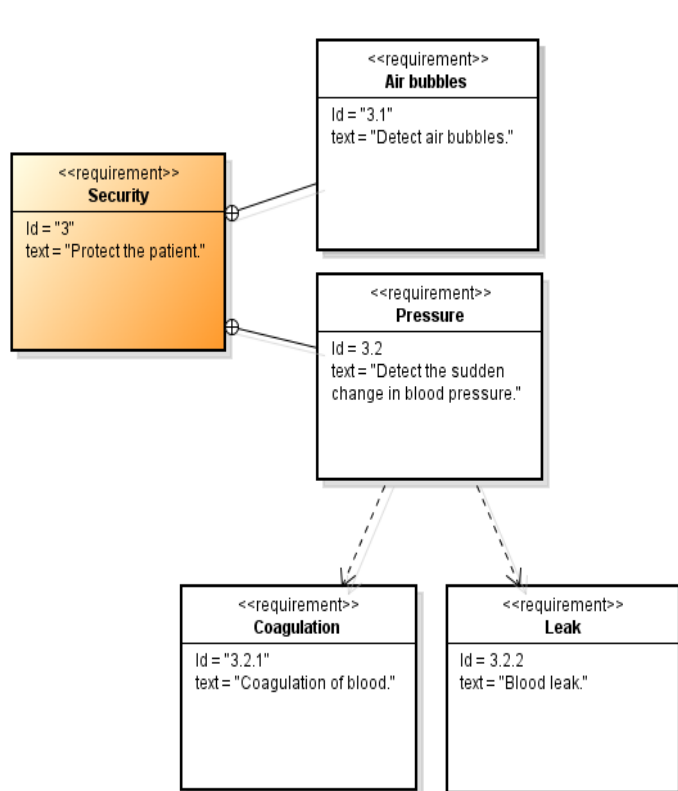 <<requirement>>
Air bubbles
Id = "3.1"
text = "Detect air bubbles."
<<requirement>>
Security
Id = "3"
text = "Protect the patient."
<<requirement>>
Pressure
Id = 3.2
text = "Detect the sudden
change in blood pressure."
<<requirement>>
Coagulation
Id = "3.2.1"
text = "Coagulation of blood."
<<requirement>>
Leak
Id = 3.2.2
text = "Blood leak."